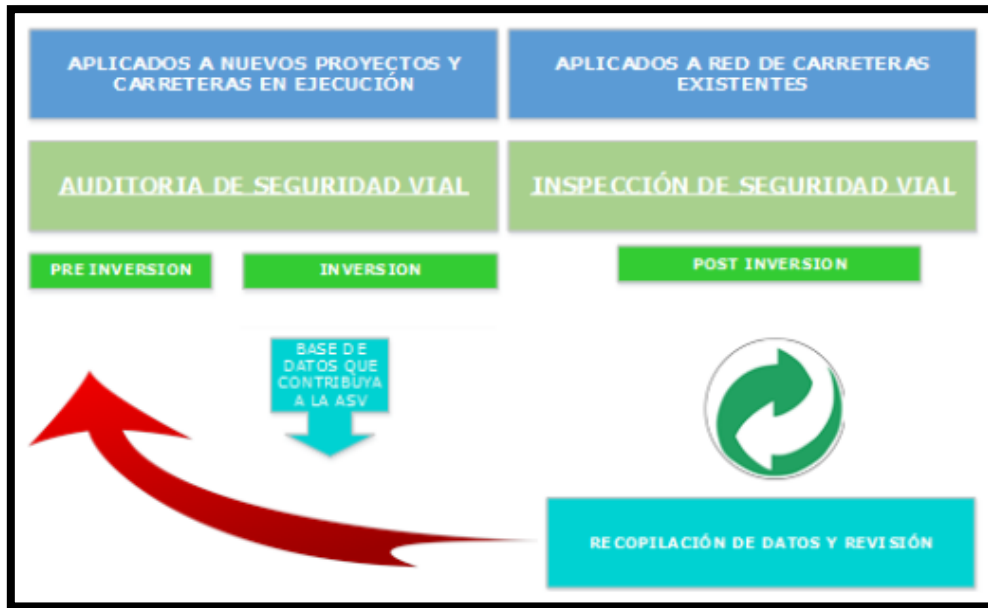 APLICADOS A NUEVOS PROYECTOS Y
CARRETERAS EN EJECUCIÓN
APLICADOS A RED DE CARRETERAS
EXISTENTES
AUDITORIA DE SEGURIDAD VIAL
INSPECCIÓN DE SEGURIDAD VIAL
PRE INVERSION
INVERSION
POST INVERSION
BASE DE
DATOS QUE
CONTRIBUYA
A LA ASV
RECOPILACIÓN DE DATOS Y REVISIÓN